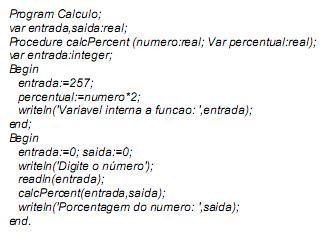 Program Calculo;
var entrada,saida:real;
Procedure calcPercent (numero:real; Var percentual:real);
var entrada:integer;
Begin
entrada:=257;
percentual:=numero*2;
writeln('Variavel interna a funcao: ',entrada);
end;
Begin
entrada:=0; saida:=0;
writeln('Digite o número');
readln(entrada);
calcPercent(entrada,saida);
writeln('Porcentagem do numero: ',saida);
end.